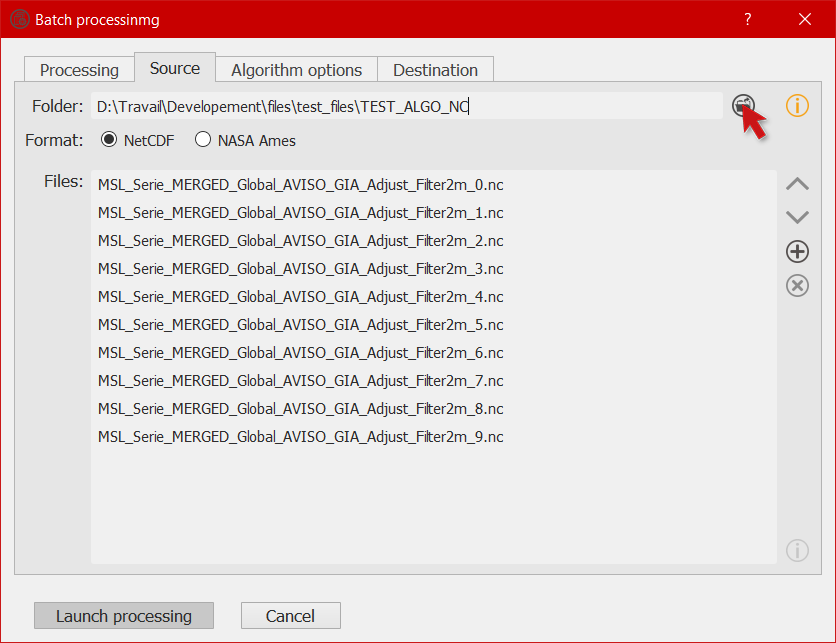 Batch processinmg ?
Processing Source Algorithm options Destination
Folder: D:\Travail\Developement\files\test_files\TEST_ALGO_NC
Format: NetCDF NASA Ames
Files:
MSL_Serie_MERGED_Global_AVISO_GIA_Adjust_Filter2m_0.nc
MSL_Serie_MERGED_Global_AVISO_GIA_Adjust_Filter2m_1.nc
MSL_Serie_MERGED_Global_AVISO_GIA_Adjust_Filter2m_2.nc
MSL_Serie_MERGED_Global_AVISO_GIA_Adjust_Filter2m_3.nc
MSL_Serie_MERGED_Global_AVISO_GIA_Adjust_Filter2m_4.nc
MSL_Serie_MERGED_Global_AVISO_GIA_Adjust_Filter2m_5.nc
MSL_Serie_MERGED_Global_AVISO_GIA_Adjust_Filter2m_6.nc
MSL_Serie_MERGED_Global_AVISO_GIA_Adjust_Filter2m_7.nc
MSL_Serie_MERGED_Global_AVISO_GIA_Adjust_Filter2m_8.nc
MSL_Serie_MERGED_Global_AVISO_GIA_Adjust_Filter2m_9.nc
Launch processing Cancel